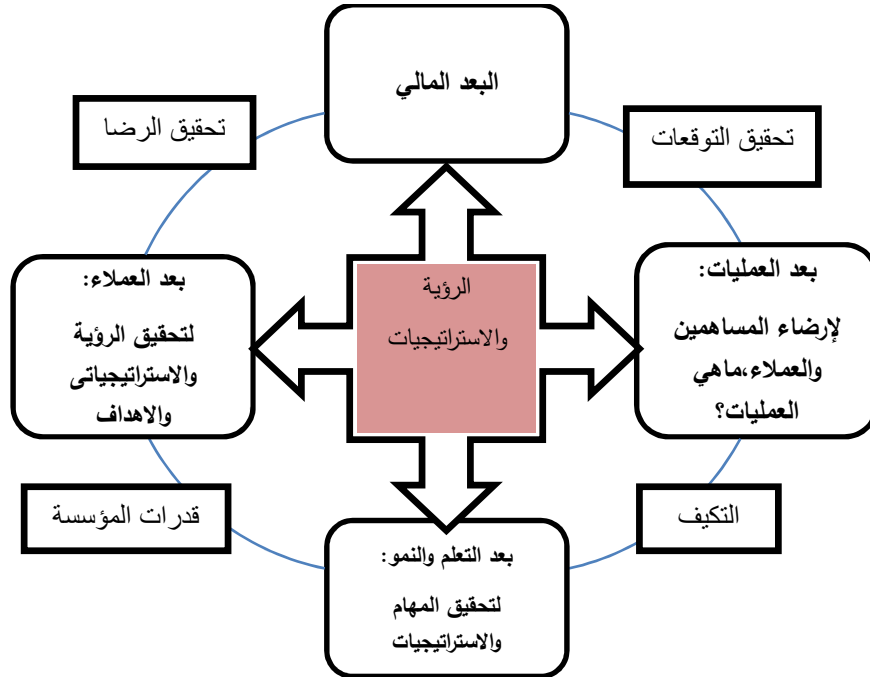 البعد المالي
تحقيق التوقعات
تحقيق الرضا
بعد العمليات:
لإرضاء المساهمين
والعملاء،ماهي
العمليات؟
الرؤية
والاستراتيجيات
بعد العملاء:
لتحقيق الرؤية
والاستراتيجياتى
والاهداف
التكيف
قدرات المؤسسة
بعد التعلم والنمو:
لتحقيق المهام
والاستراتيجيات